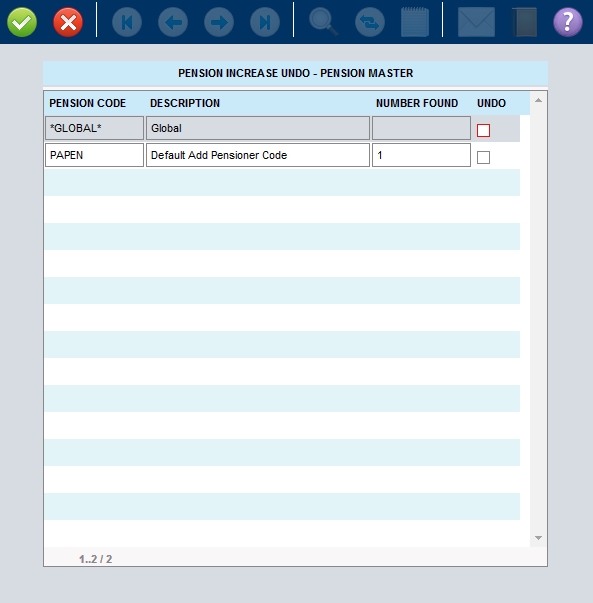 ?
PENSION INCREASE UNDO - PENSION MASTER
PENSION CODE DESCRIPTION NUMBER FOUND UNDO
*GLOBAL* Global
PAPEN Default Add Pensioner Code 1
1..2 / 2